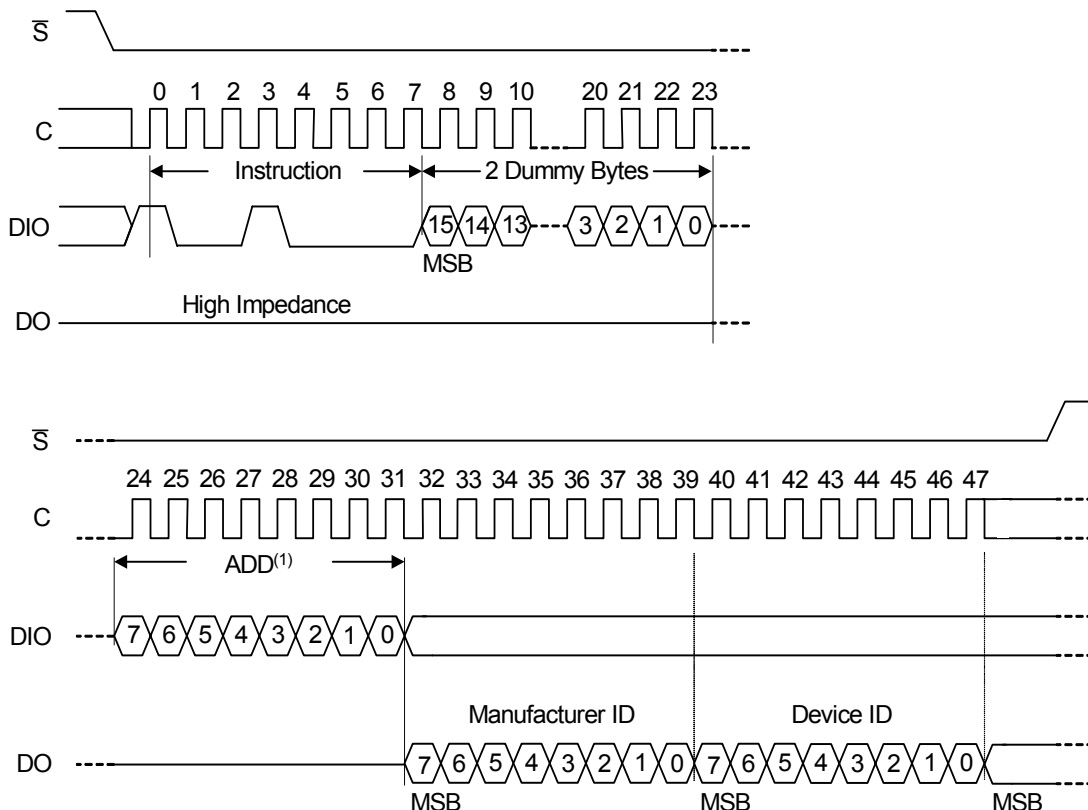 S̅
0 1 2 3 4 5 6 7 8 9 10 20 21 22 23
C
Instruction 2 Dummy Bytes
DIO 15 14 13 3 2 1 0
MSB
High Impedance
DO
S̅
24 25 26 27 28 29 30 31 32 33 34 35 36 37 38 39 40 41 42 43 44 45 46 47
C
ADD(1)
DIO 7 6 5 4 3 2 1 0
Manufacturer ID Device ID
DO 7 6 5 4 3 2 1 0 7 6 5 4 3 2 1 0
MSB MSB MSB